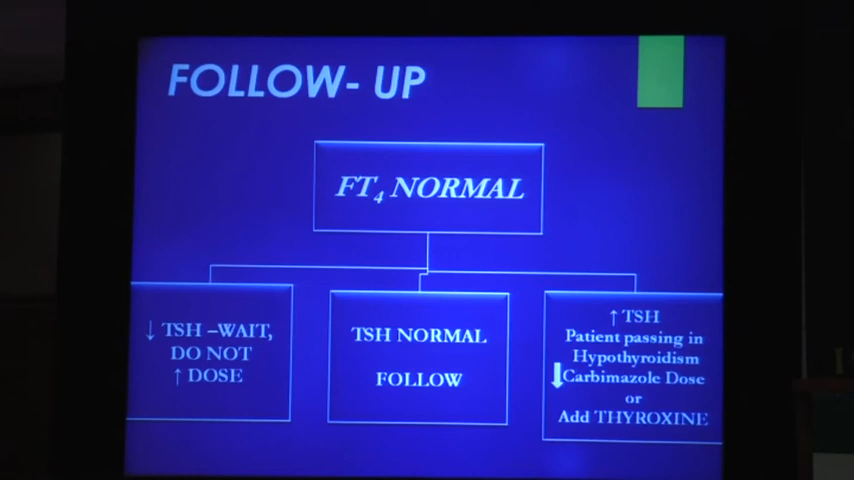 FOLLOW- UP
FT4 NORMAL
↓ TSH –WAIT,
DO NOT
↑ DOSE
TSH NORMAL
FOLLOW
↑ TSH
Patient passing in
Hypothyroidism
⬇Carbimazole Dose
or
Add THYROXINE